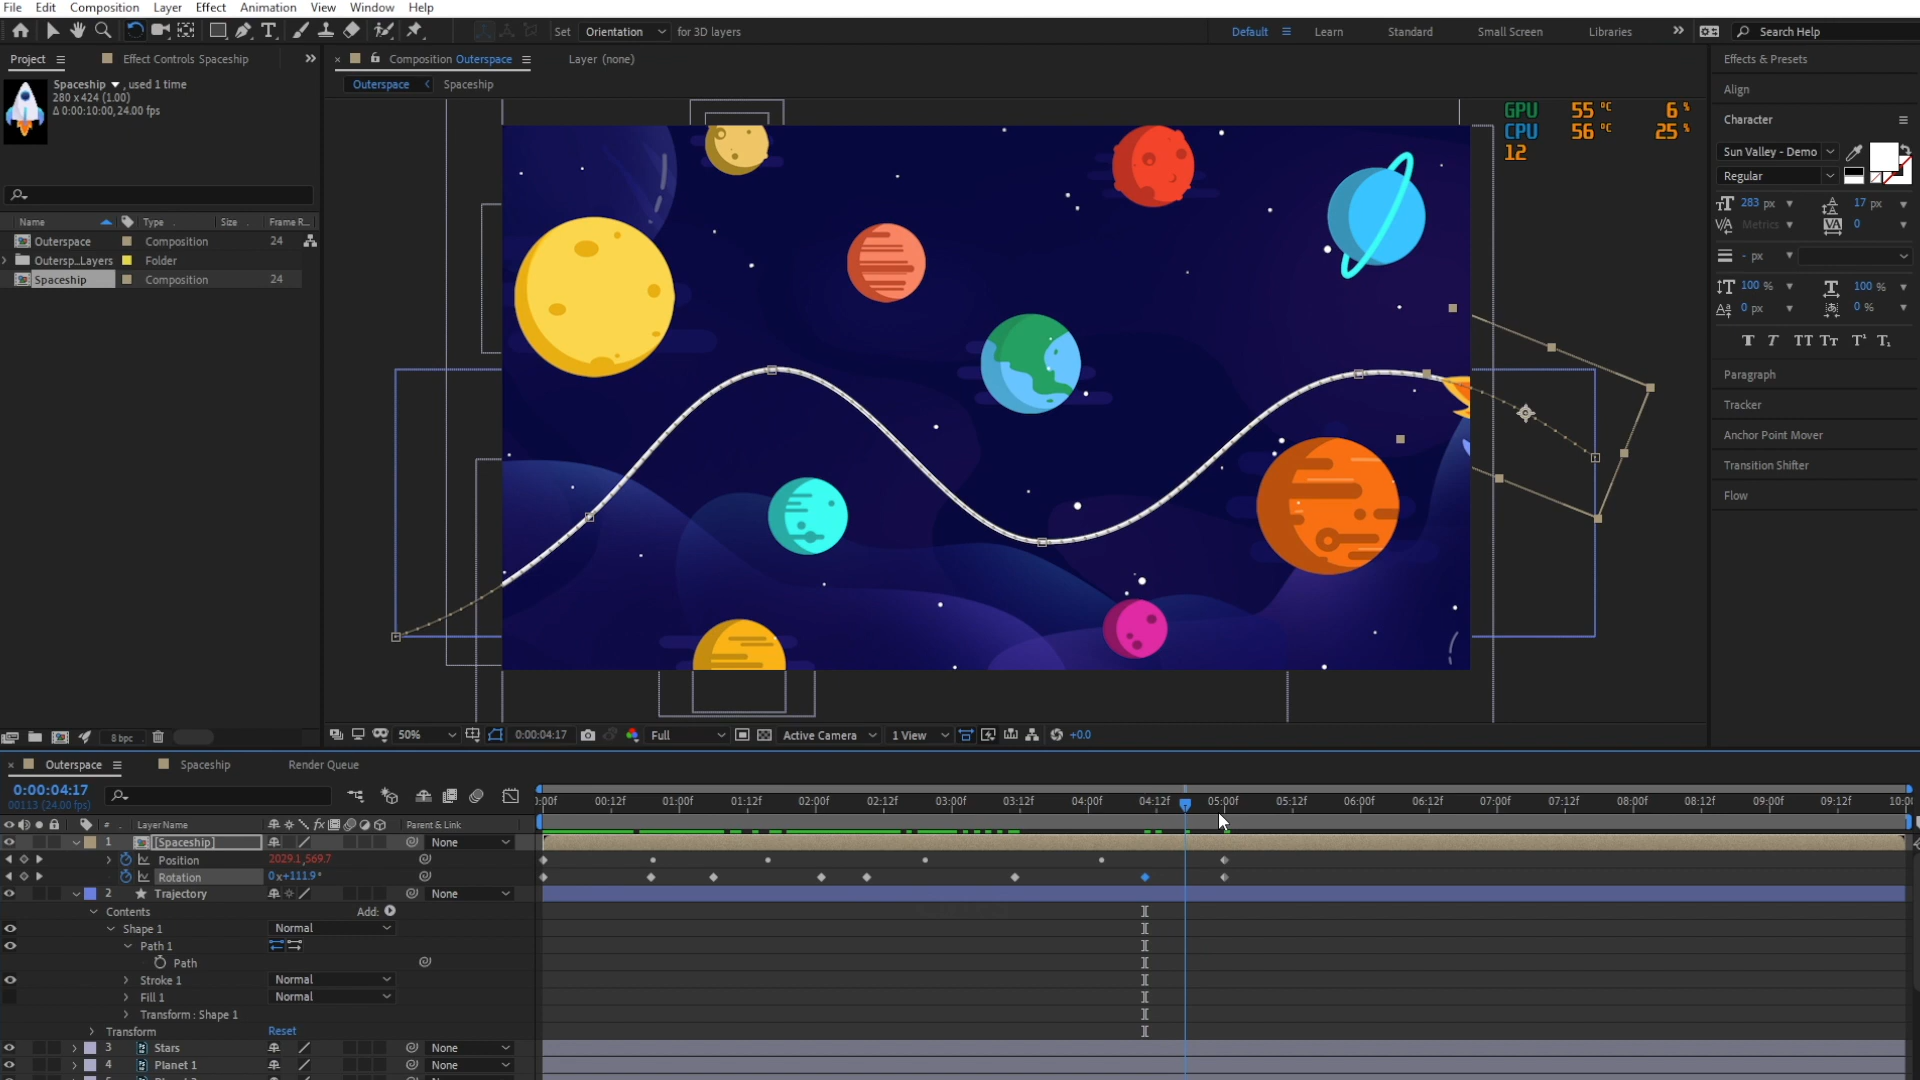 File Edit Composition Layer Effect Animation View Window Help
Set Orientation for 3D layers
Default Learn Standard Small Screen Libraries Search Help
Project Effect Controls Spaceship
Composition Outerspace Layer (none)
Effects & Presets
Spaceship , used 1 time
280 x 424 (1.00)
Δ 0:00:10:00, 24.00 fps
Outerspace Spaceship
Align
GPU 55 °C 6 %
CPU 56 °C 25 %
12
Character
Sun Valley - Demo
Regular
283 px 17 px
Metrics 0
- px
100 % 100 %
0 px 0 %
T T TT Tt T¹ T₁
Name Type Size Frame R...
Outerspace Composition 24
Outersp...Layers Folder
Spaceship Composition 24
Paragraph
Tracker
Anchor Point Mover
Transition Shifter
Flow
8 bpc
50% 0:00:04:17 Full Active Camera 1 View +0.0
Outerspace Spaceship Render Queue
0:00:04:17
00113 (24.00 fps)
:00f 00:12f 01:00f 01:12f 02:00f 02:12f 03:00f 03:12f 04:00f 04:12f 05:00f 05:12f 06:00f 06:12f 07:00f 07:12f 08:00f 08:12f 09:00f 09:12f 10:00
# Layer Name fx Parent & Link
1 [Spaceship] None
Position 2029.1,569.7
Rotation 0x+111.9°
2 Trajectory None
Contents Add:
Shape 1 Normal
Path 1
Path
Stroke 1 Normal
Fill 1 Normal
Transform : Shape 1
Transform Reset
3 Stars None
4 Planet 1 None